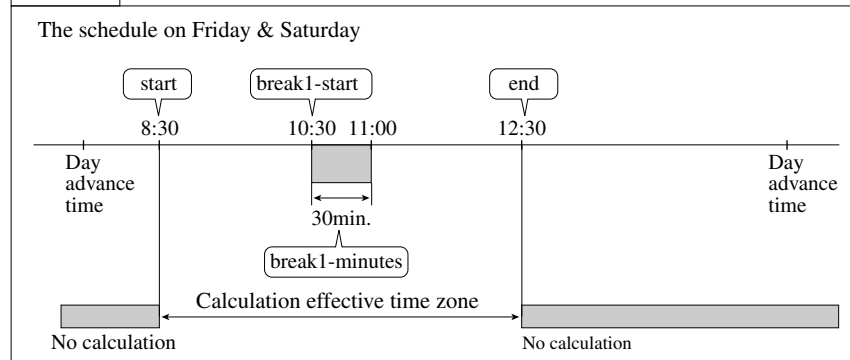 The schedule on Friday & Saturday
start
break1-start
end
8:30
10:30 11:00
12:30
Day
advance
time
Day
advance
time
30min.
break1-minutes
Calculation effective time zone
No calculation
No calculation